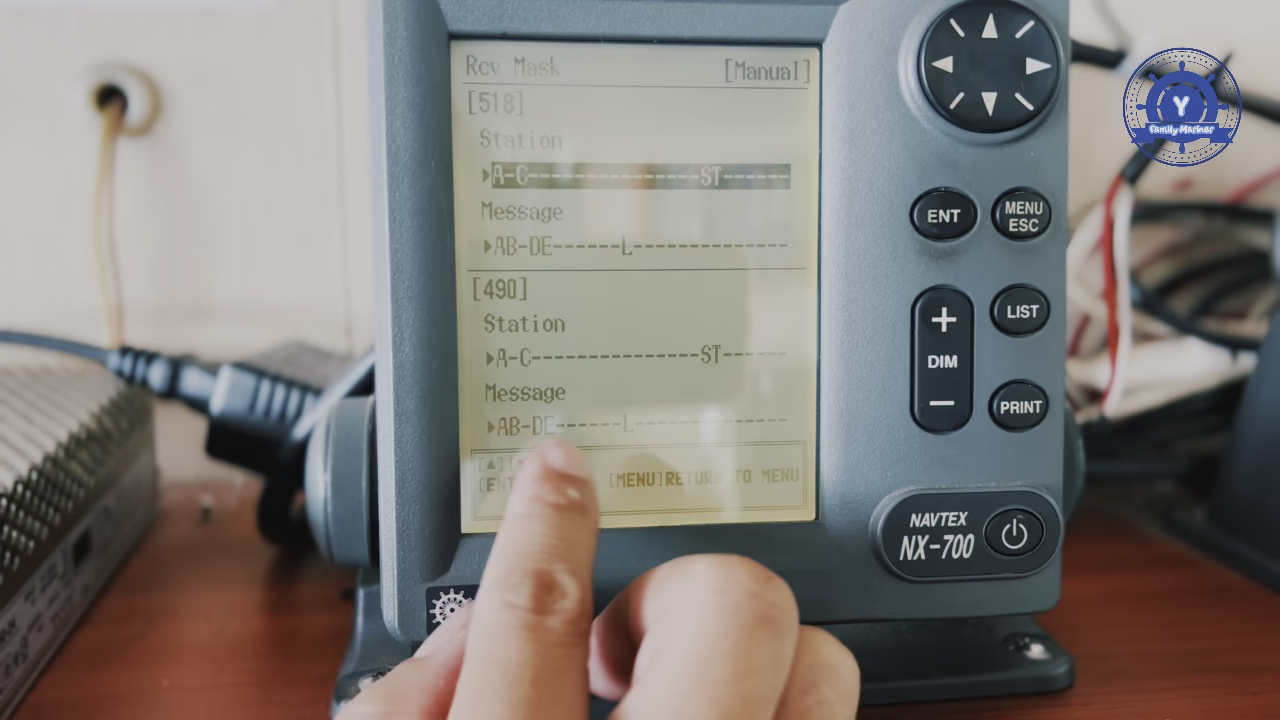 Rcv Mask [Manual]
[518]
Station
▶A-C------------------ST-------
Message
▶AB-DE-------L-----------------
[490]
Station
▶A-C------------------ST-------
Message
▶AB-DE-------L-----------------
[▲]
[ENT [MENU]RETURN TO MENU
ENT
MENU
ESC
+
DIM
−
LIST
PRINT
NAVTEX
NX-700
Y
Family Mariner